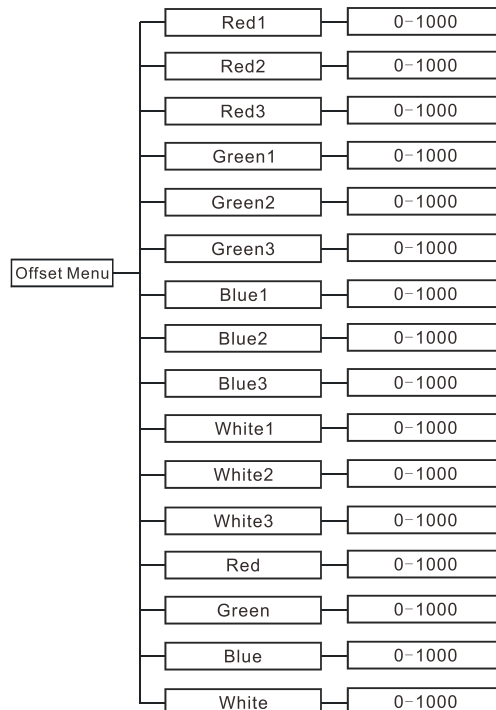 Red1 0-1000
Red2 0-1000
Red3 0-1000
Green1 0-1000
Green2 0-1000
Green3 0-1000
Offset Menu
Blue1 0-1000
Blue2 0-1000
Blue3 0-1000
White1 0-1000
White2 0-1000
White3 0-1000
Red 0-1000
Green 0-1000
Blue 0-1000
White 0-1000